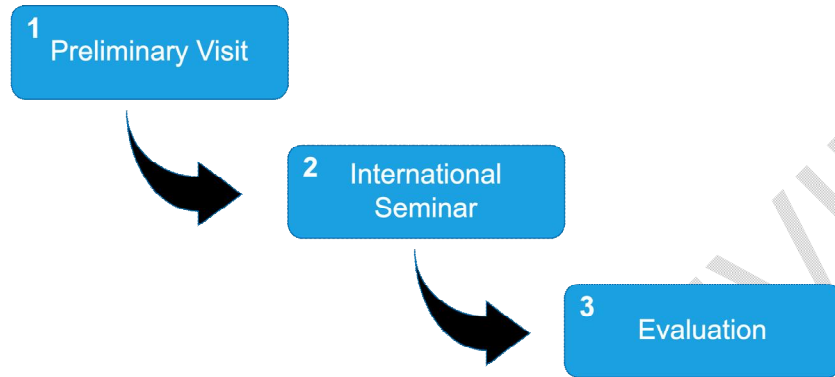 1
Preliminary Visit
2
International
Seminar
3
Evaluation